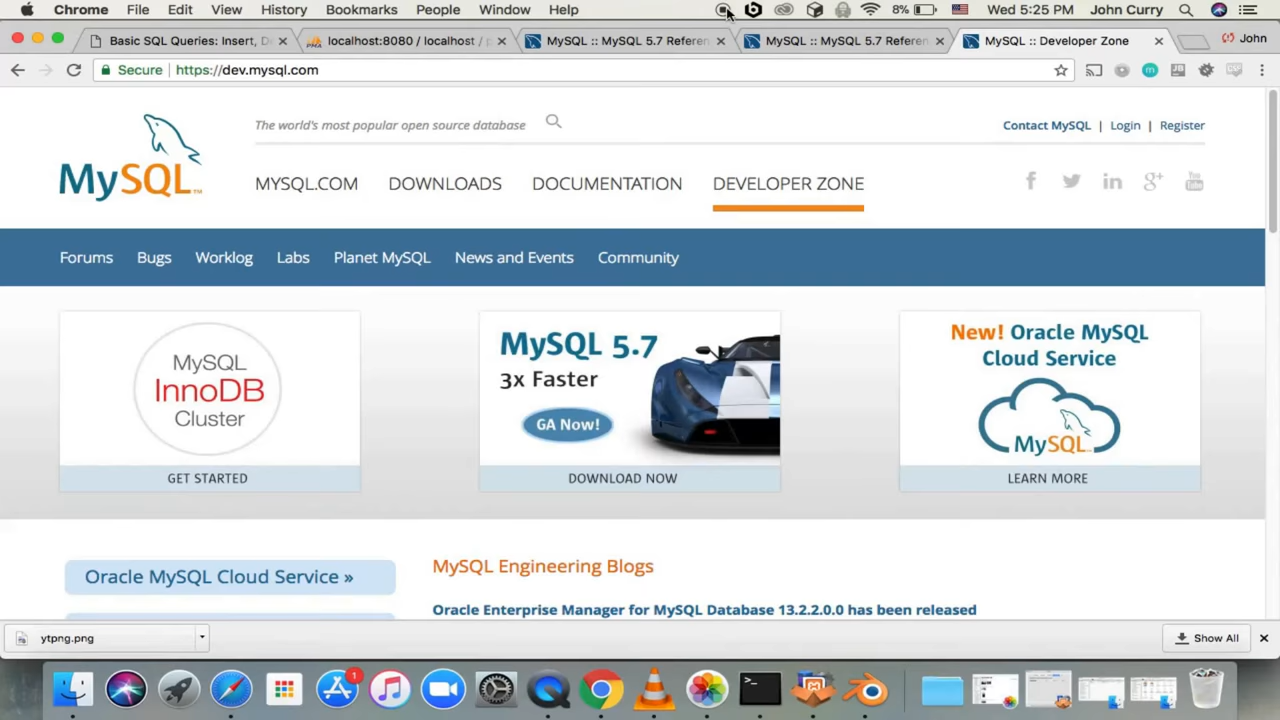 Chrome File Edit View History Bookmarks People Window Help 8% Wed 5:25 PM John Curry
Basic SQL Queries: Insert, De
localhost:8080 / localhost / p
MySQL :: MySQL 5.7 Referen
MySQL :: MySQL 5.7 Referen
MySQL :: Developer Zone
John
Secure https://dev.mysql.com
The world's most popular open source database
Contact MySQL | Login | Register
MySQL™
MYSQL.COM DOWNLOADS DOCUMENTATION DEVELOPER ZONE
Forums Bugs Worklog Labs Planet MySQL News and Events Community
MySQL
InnoDB
Cluster
GET STARTED
MySQL 5.7
3x Faster
GA Now!
DOWNLOAD NOW
New! Oracle MySQL
Cloud Service
MySQL
LEARN MORE
Oracle MySQL Cloud Service »
MySQL Engineering Blogs
Oracle Enterprise Manager for MySQL Database 13.2.2.0.0 has been released
ytpng.png
Show All
1